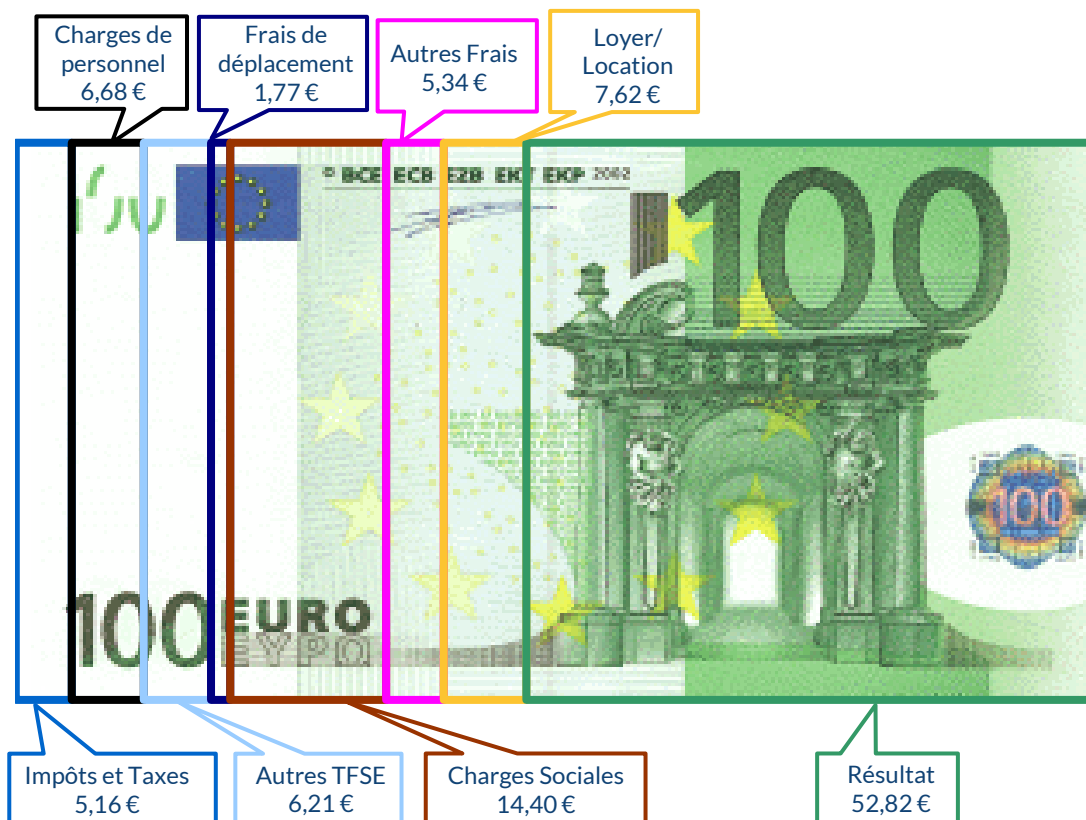 Charges de
personnel
6,68 €
Frais de
déplacement
1,77 €
Autres Frais
5,34 €
Loyer/
Location
7,62 €
© BCE ECB EZB EKT EKP 2002
100
100
100 EURO
ΕΥΡΩ
Impôts et Taxes
5,16 €
Autres TFSE
6,21 €
Charges Sociales
14,40 €
Résultat
52,82 €